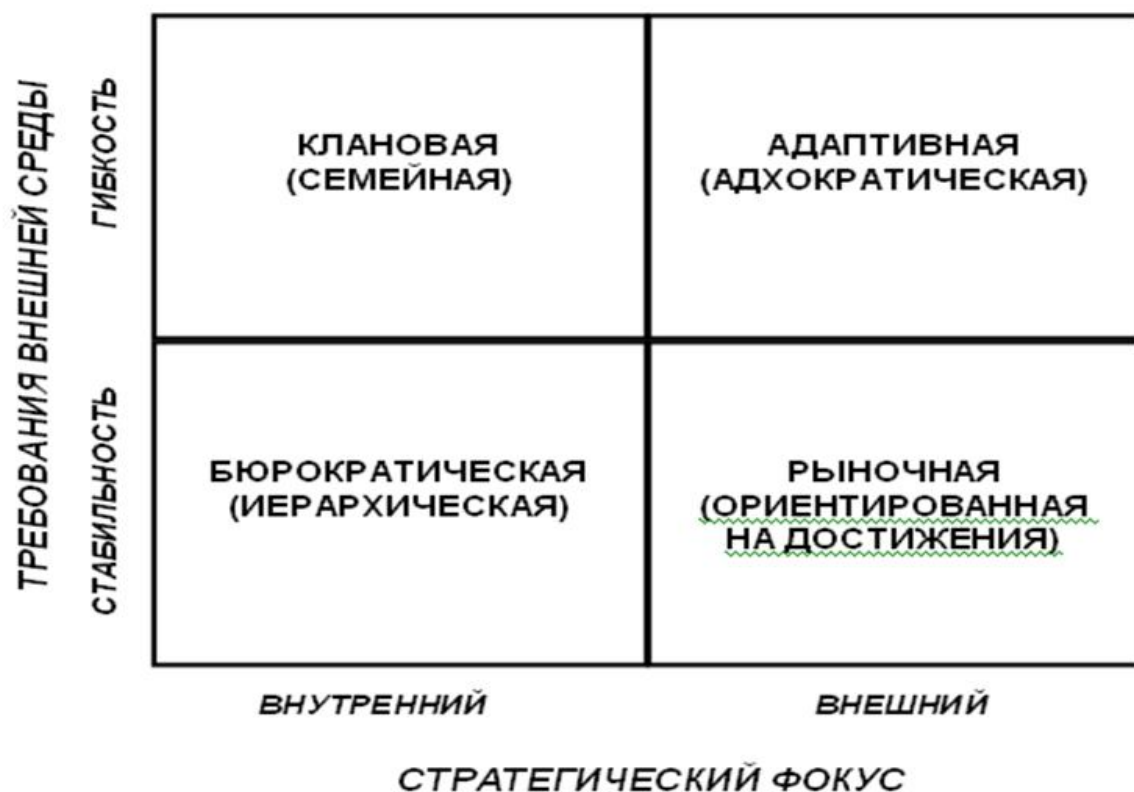 ТРЕБОВАНИЯ ВНЕШНЕЙ СРЕДЫ
ГИБКОСТЬ
КЛАНОВАЯ
(СЕМЕЙНАЯ)
АДАПТИВНАЯ
(АДХОКРАТИЧЕСКАЯ)
СТАБИЛЬНОСТЬ
БЮРОКРАТИЧЕСКАЯ
(ИЕРАРХИЧЕСКАЯ)
РЫНОЧНАЯ
(ОРИЕНТИРОВАННАЯ
НА ДОСТИЖЕНИЯ)
ВНУТРЕННИЙ
ВНЕШНИЙ
СТРАТЕГИЧЕСКИЙ ФОКУС